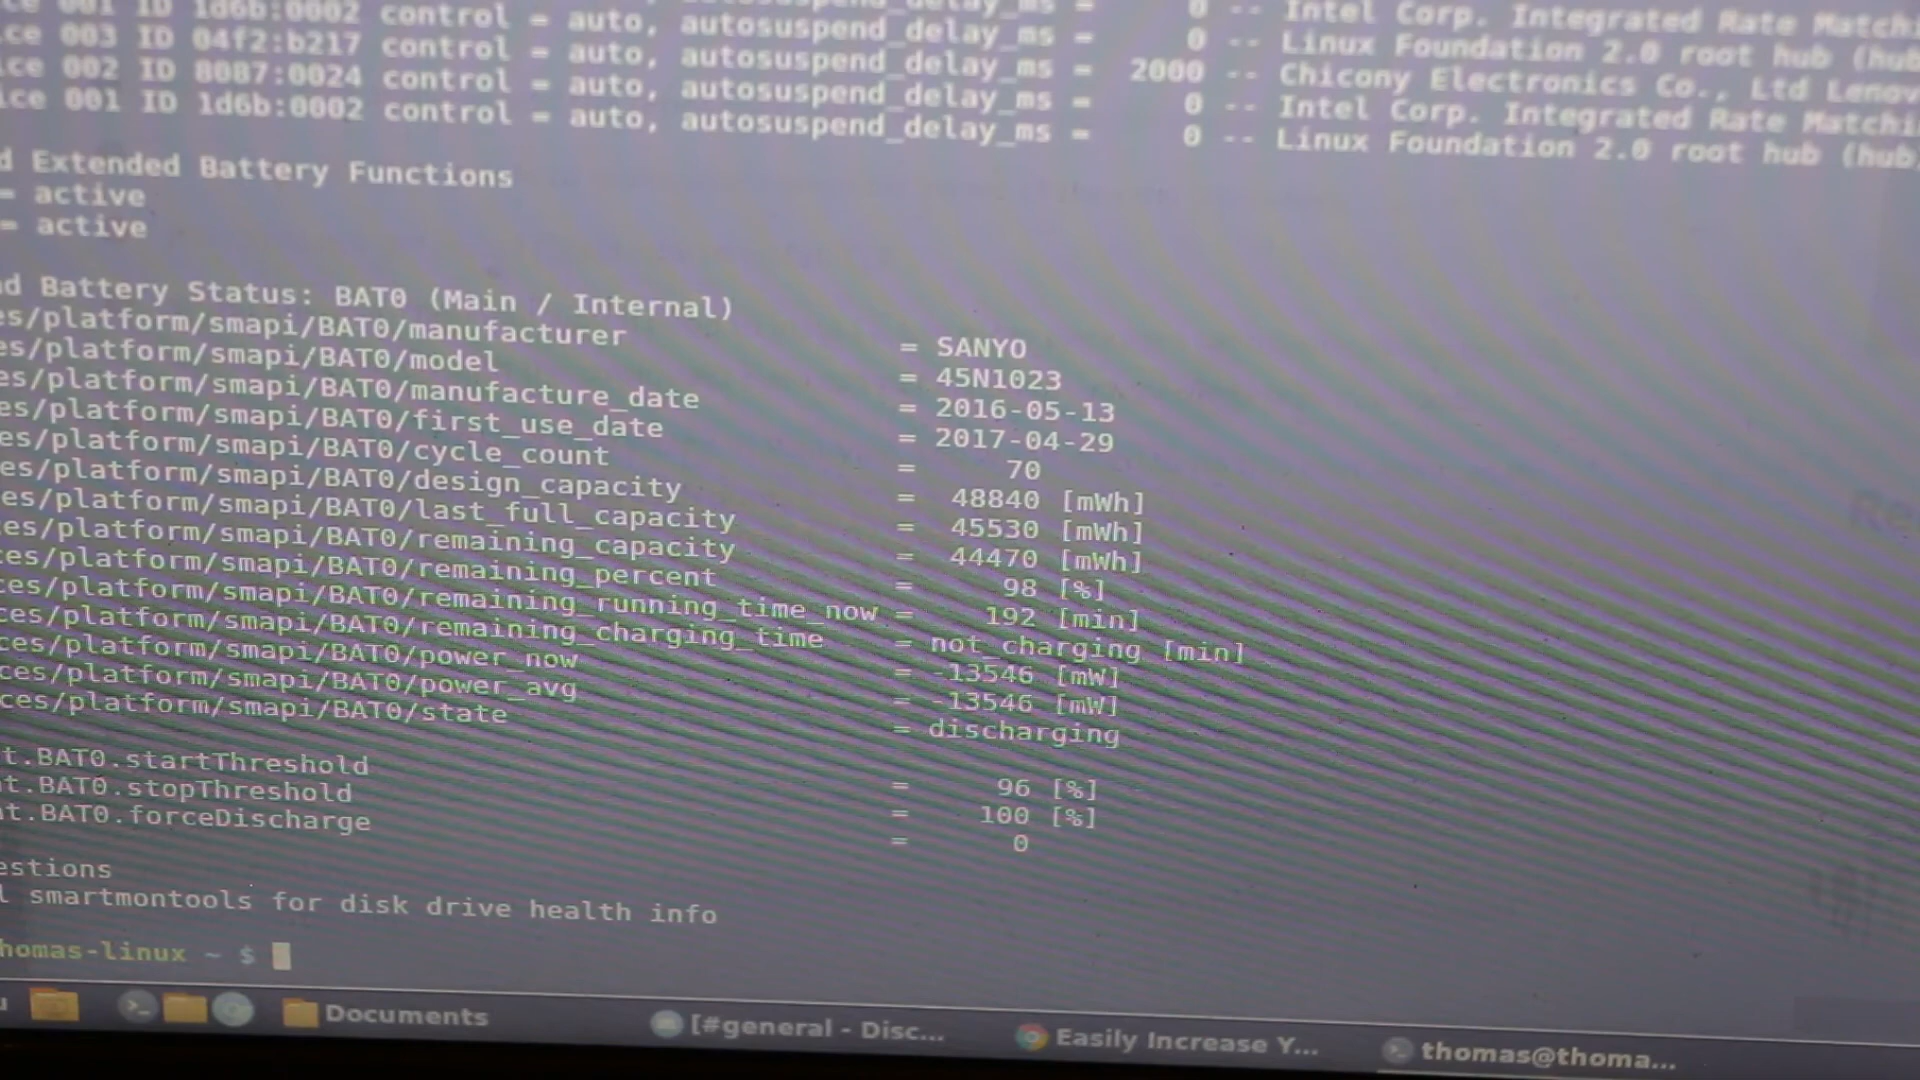 ce 001 ID 1d6b:0002 control = auto, autosuspend_delay_ms = 0 -- Intel Corp. Integrated Rate Matchi
ce 003 ID 04f2:b217 control = auto, autosuspend_delay_ms = 0 -- Linux Foundation 2.0 root hub (hub
ce 002 ID 8087:0024 control = auto, autosuspend_delay_ms = 2000 -- Chicony Electronics Co., Ltd Lenov
ice 001 ID 1d6b:0002 control = auto, autosuspend_delay_ms = 0 -- Intel Corp. Integrated Rate Matchi
autosuspend_delay_ms = 0 -- Linux Foundation 2.0 root hub (hub,
d Extended Battery Functions
= active
= active
d Battery Status: BAT0 (Main / Internal)
es/platform/smapi/BAT0/manufacturer = SANYO
es/platform/smapi/BAT0/model = 45N1023
es/platform/smapi/BAT0/manufacture_date = 2016-05-13
es/platform/smapi/BAT0/first_use_date = 2017-04-29
es/platform/smapi/BAT0/cycle_count = 70
es/platform/smapi/BAT0/design_capacity = 48840 [mWh]
es/platform/smapi/BAT0/last_full_capacity = 45530 [mWh]
ces/platform/smapi/BAT0/remaining_capacity = 44470 [mWh]
ces/platform/smapi/BAT0/remaining_percent = 98 [%]
ces/platform/smapi/BAT0/remaining_running_time_now = 192 [min]
ces/platform/smapi/BAT0/remaining_charging_time = not_charging [min]
ces/platform/smapi/BAT0/power_now = -13546 [mW]
ces/platform/smapi/BAT0/power_avg = -13546 [mW]
ces/platform/smapi/BAT0/state = discharging
t.BAT0.startThreshold = 96 [%]
at.BAT0.stopThreshold = 100 [%]
at.BAT0.forceDischarge = 0
estions
l smartmontools for disk drive health info
homas-linux ~ $
Documents [#general - Disc... Easily Increase Y... thomas@thoma...